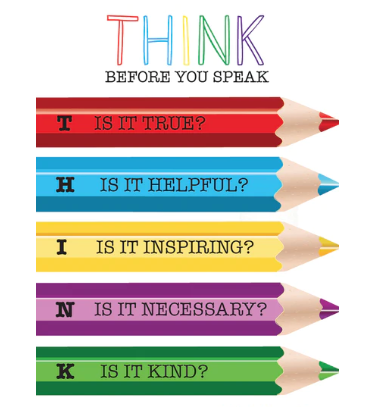 THINK
BEFORE YOU SPEAK
T IS IT TRUE?
H IS IT HELPFUL?
I IS IT INSPIRING?
N IS IT NECESSARY?
K IS IT KIND?